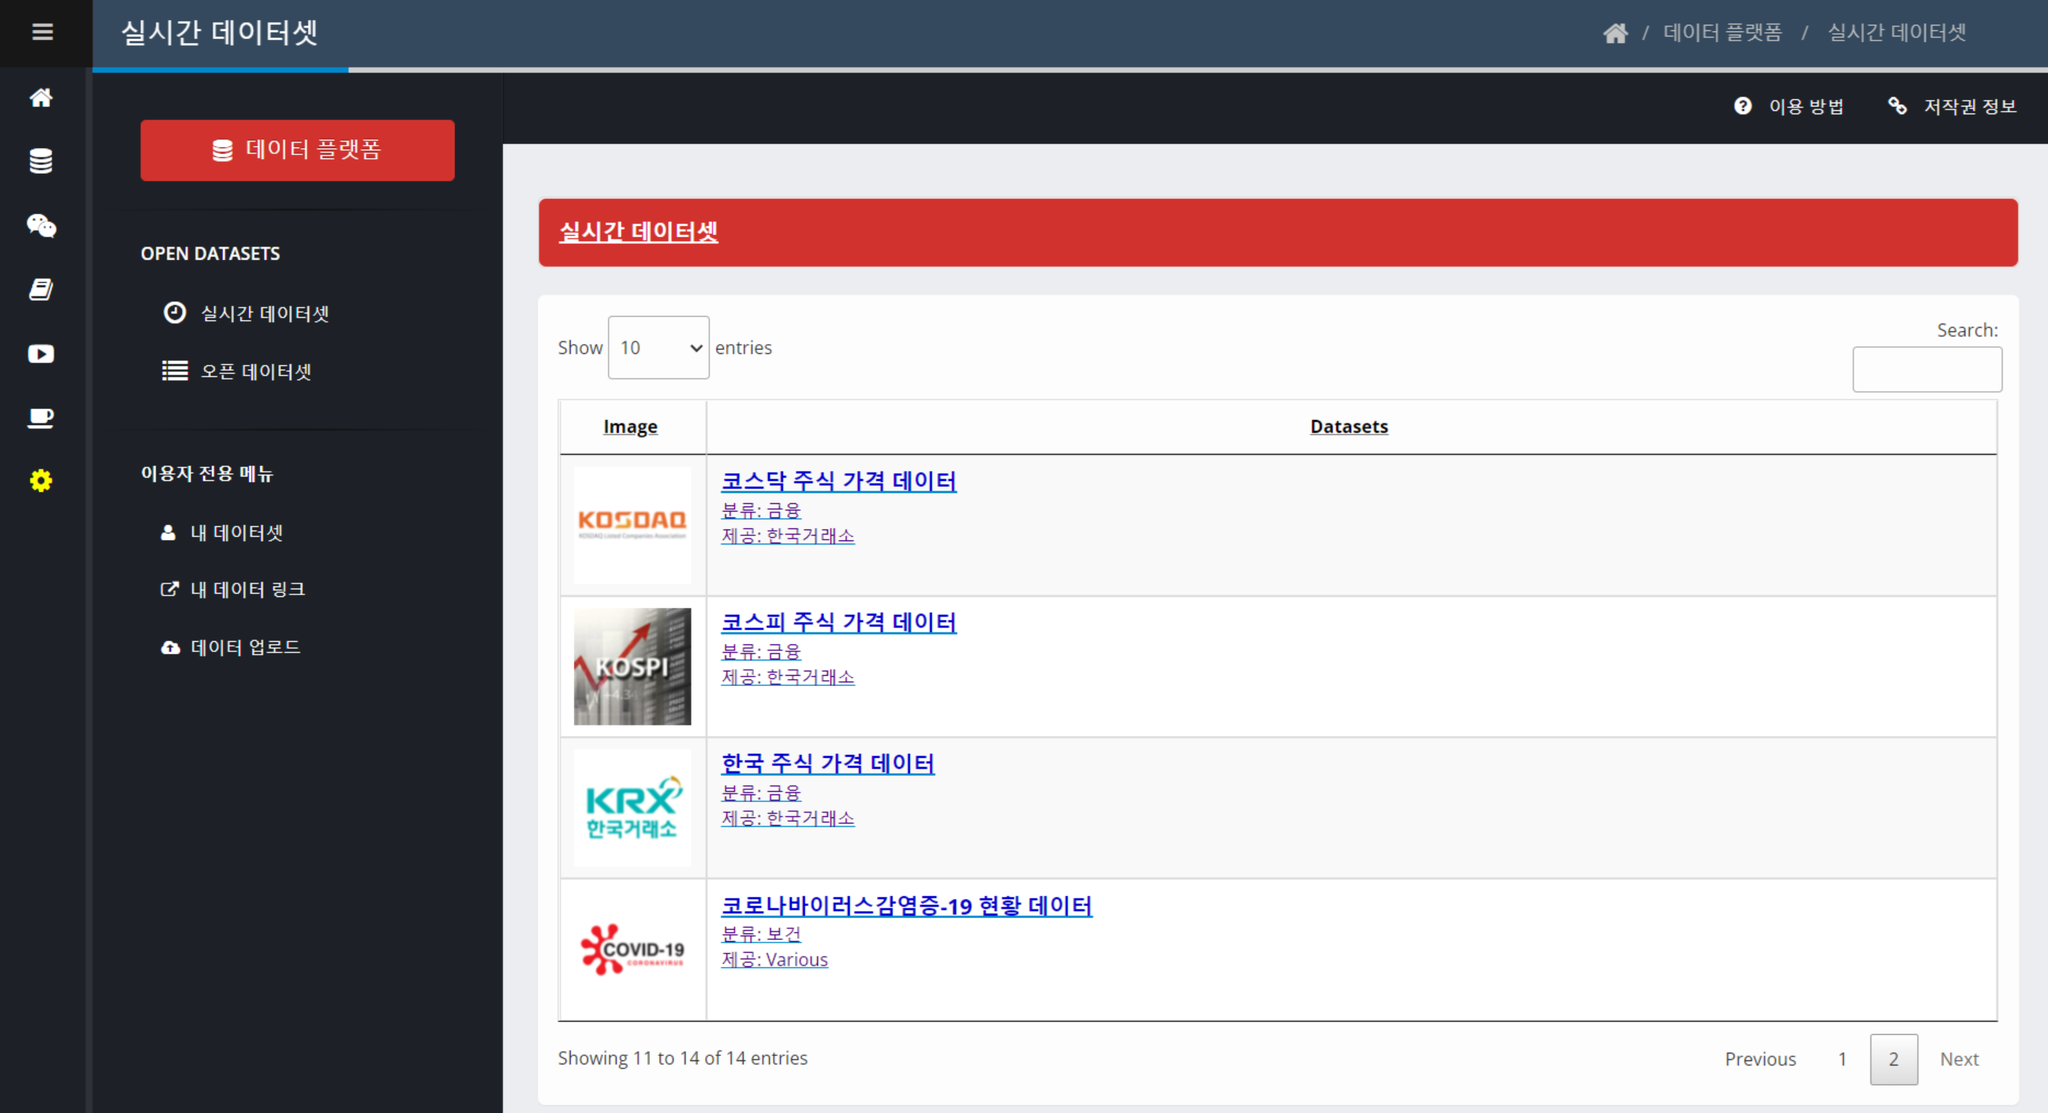 실시간 데이터셋
/ 데이터 플랫폼 / 실시간 데이터셋
이용 방법
저작권 정보
데이터 플랫폼
OPEN DATASETS
실시간 데이터셋
오픈 데이터셋
이용자 전용 메뉴
내 데이터셋
내 데이터 링크
데이터 업로드
실시간 데이터셋
Show 10 entries
Search:
Image
Datasets
KOSDAQ
KOSDAQ Listed Companies Association
코스닥 주식 가격 데이터
분류: 금융
제공: 한국거래소
KOSPI
코스피 주식 가격 데이터
분류: 금융
제공: 한국거래소
KRX
한국거래소
한국 주식 가격 데이터
분류: 금융
제공: 한국거래소
COVID-19
CORONAVIRUS
코로나바이러스감염증-19 현황 데이터
분류: 보건
제공: Various
Showing 11 to 14 of 14 entries
Previous 1 2 Next